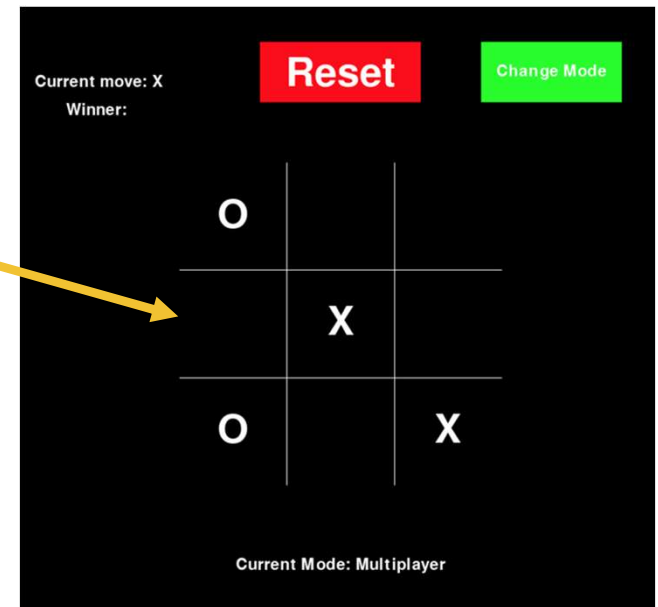 Reset
Change Mode
Current move: X
Winner:
O
X
O X
Current Mode: Multiplayer